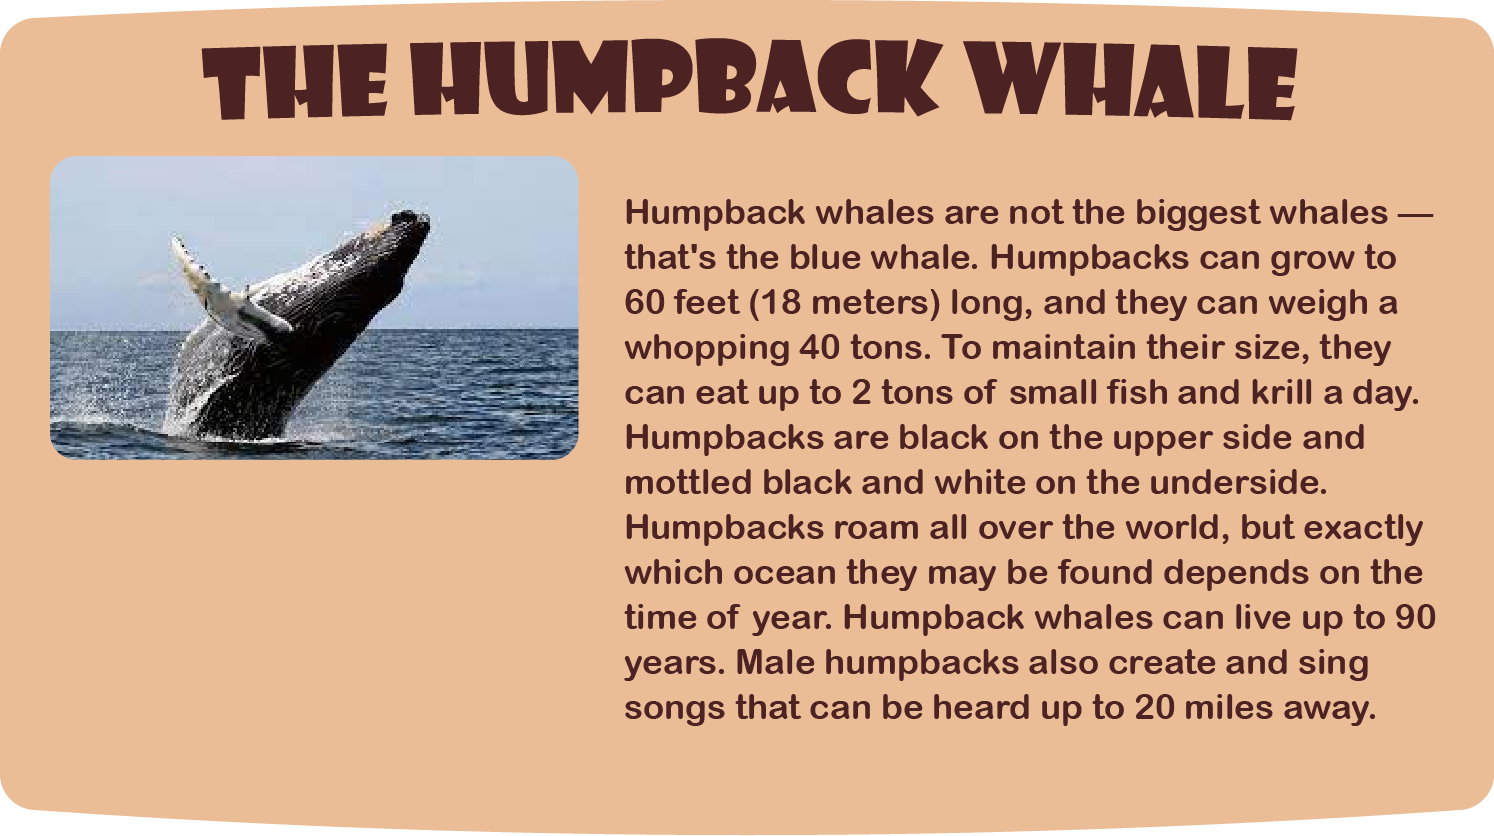 THE HUMPBACK WHALE
Humpback whales are not the biggest whales —
that's the blue whale. Humpbacks can grow to
60 feet (18 meters) long, and they can weigh a
whopping 40 tons. To maintain their size, they
can eat up to 2 tons of small fish and krill a day.
Humpbacks are black on the upper side and
mottled black and white on the underside.
Humpbacks roam all over the world, but exactly
which ocean they may be found depends on the
time of year. Humpback whales can live up to 90
years. Male humpbacks also create and sing
songs that can be heard up to 20 miles away.